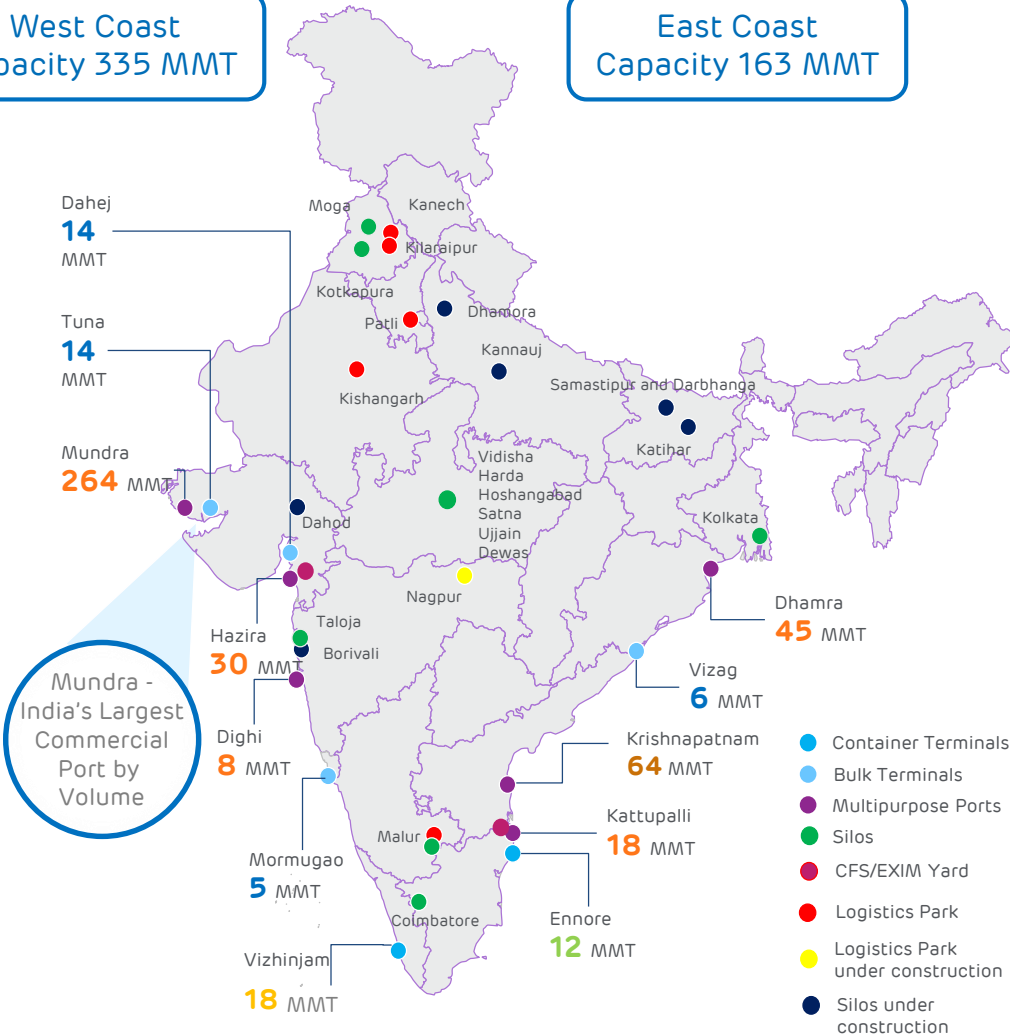 West Coast
pacity 335 MMT
East Coast
Capacity 163 MMT
Dahej
14
MMT
Tuna
14
MMT
Mundra
264 MMT
Moga
Kanech
Kilaraipur
Kotkapura
Patli
Dhamora
Kishangarh
Kannauj
Samastipur and Darbhanga
Katihar
Vidisha
Harda
Hoshangabad
Satna
Ujjain
Dewas
Dahod
Kolkata
Nagpur
Dhamra
45 MMT
Hazira
30 MMT
Taloja
Borivali
Mundra -
India's Largest
Commercial
Port by
Volume
Vizag
6 MMT
Dighi
8 MMT
Krishnapatnam
64 MMT
Kattupalli
18 MMT
Malur
Mormugao
5 MMT
Coimbatore
Ennore
12 MMT
Vizhinjam
18 MMT
Container Terminals
Bulk Terminals
Multipurpose Ports
Silos
CFS/EXIM Yard
Logistics Park
Logistics Park
under construction
Silos under
construction